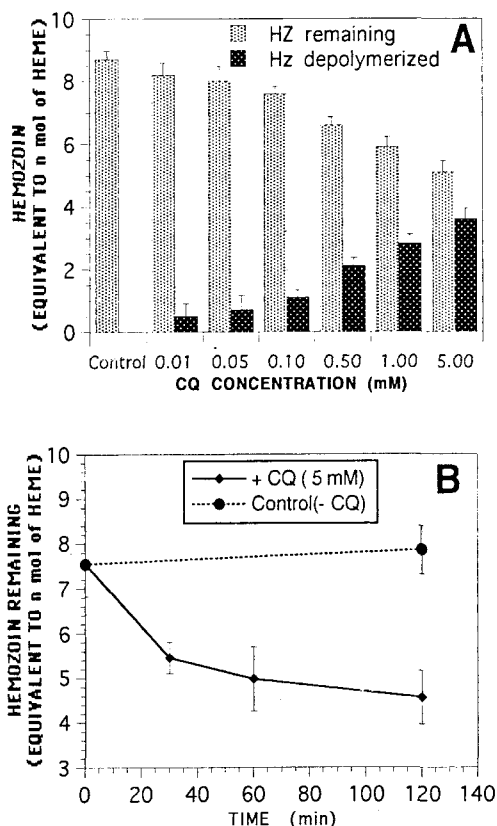 A
HZ remaining
Hz depolymerized
HEMOZOIN
(EQUIVALENT TO n mol of HEME)
10
8
6
4
2
0
Control 0.01 0.05 0.10 0.50 1.00 5.00
CQ CONCENTRATION (mM)
B
+ CQ ( 5 mM)
Control(- CQ)
HEMOZOIN REMAINING
(EQUIVALENT TO n mol of HEME)
10
9
8
7
6
5
4
3
0 20 40 60 80 100 120 140
TIME (min)